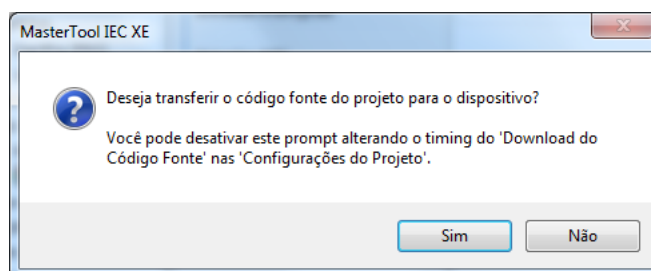 MasterTool IEC XE
Deseja transferir o código fonte do projeto para o dispositivo?
Você pode desativar este prompt alterando o timing do 'Download do
Código Fonte' nas 'Configurações do Projeto'.
Sim
Não